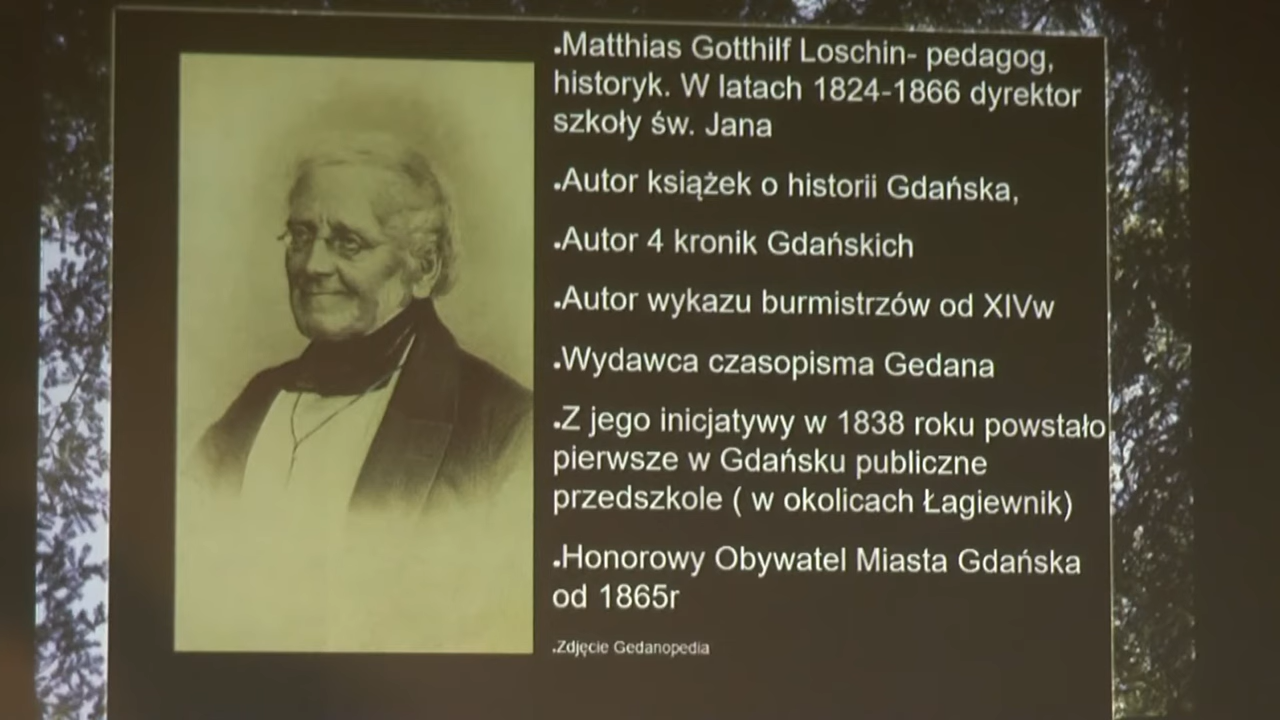 .Matthias Gotthilf Loschin- pedagog,
historyk. W latach 1824-1866 dyrektor
szkoły św. Jana
.Autor książek o historii Gdańska,
.Autor 4 kronik Gdańskich
.Autor wykazu burmistrzów od XIVw
.Wydawca czasopisma Gedana
.Z jego inicjatywy w 1838 roku powstało
pierwsze w Gdańsku publiczne
przedszkole ( w okolicach Łagiewnik)
.Honorowy Obywatel Miasta Gdańska
od 1865r
.Zdjęcie Gedanopedia